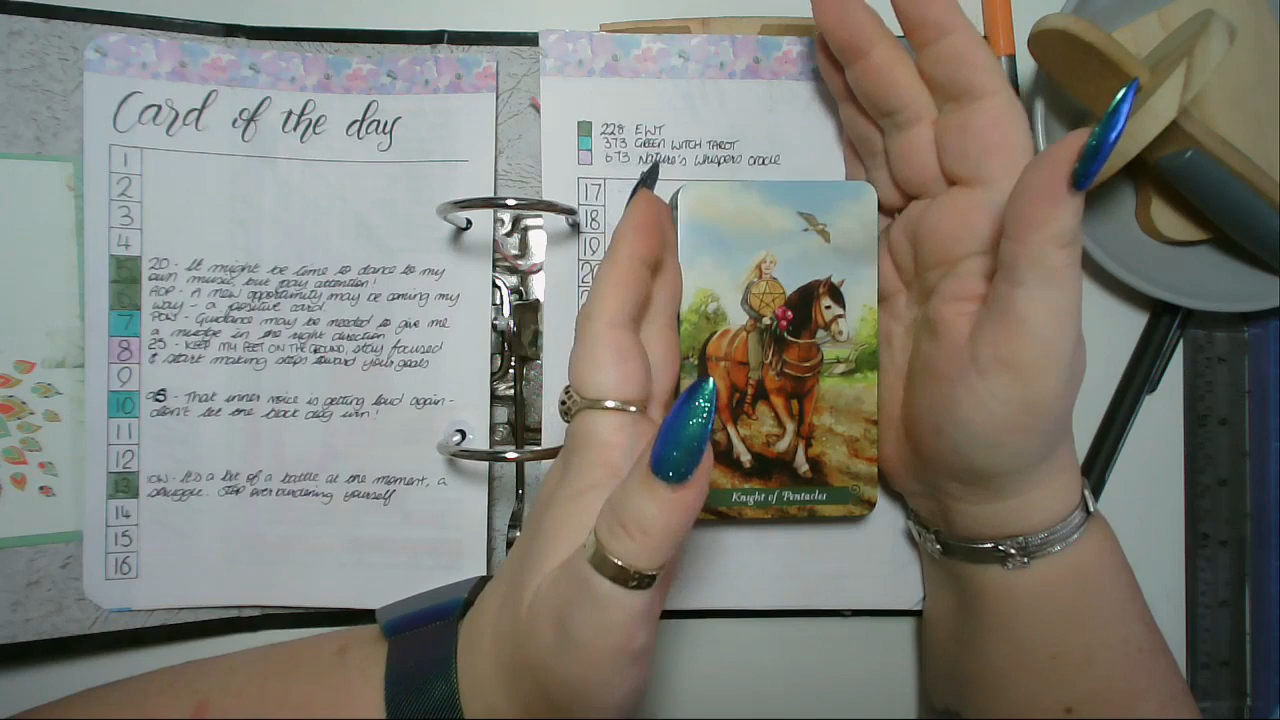 Card of the day
1
2
3
4
5
6
7
8
9
10
11
12
13
14
15
16
20 - It might be time to dance to my
own music, but pay attention!
AOP - A new opportunity may be coming my
way - a positive card.
POW - Guidance may be needed to give me
a nudge in the right direction
23 - KEEP MY FEET ON THE GROUND, stay focused
& start making steps toward your goals
- That inner voice is getting loud again -
don't let the black dog win!
10W - It's a bit of a battle at the moment, a
struggle. STOP overburdening yourself
228 EWT
373 GREEN WITCH TAROT
673 Nature's Whispers oracle
17
18
19
20
Knight of Pentacles